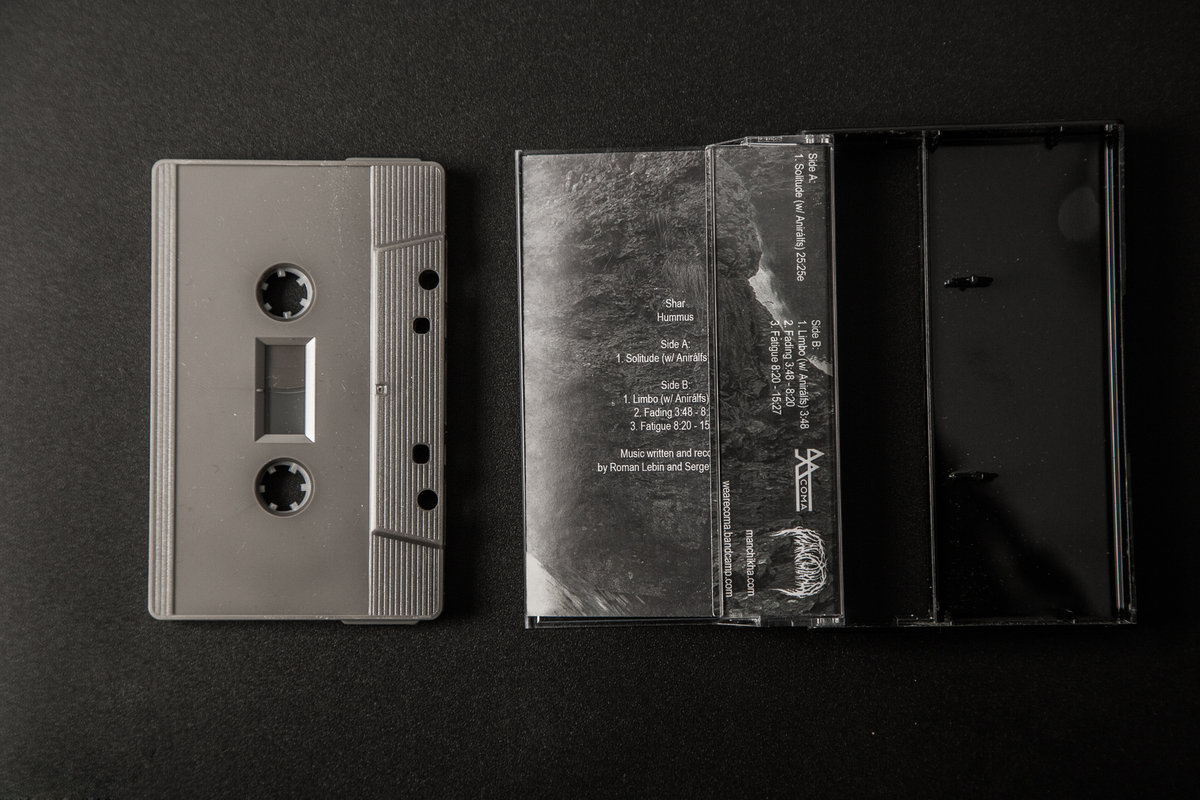 Shar
Hummus
Side A:
1. Solitude (w/ Anirálfs
Side B:
1. Limbo (w/ Anirálfs)
2. Fading 3:48 - 8:
3. Fatigue 8:20 - 15
Music written and reco
by Roman Lebin and Serge
Side A:
1. Solitude (w/ Anirálfs) 25:25e
Side B:
1. Limbo (w/ Anirálfs) 3:48
2. Fading 3:48 - 8:20
3. Fatigue 8:20 - 15:27
COMA
manchikha.com
wearecoma.bandcamp.com